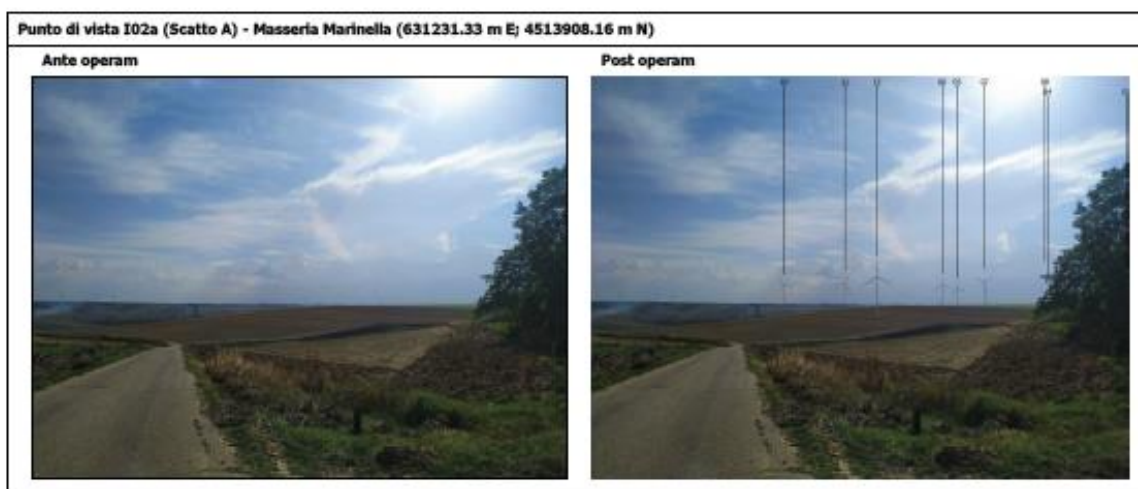 Punto di vista I02a (Scatto A) - Masseria Marinella (631231.33 m E; 4513908.16 m N)
Ante operam
Post operam